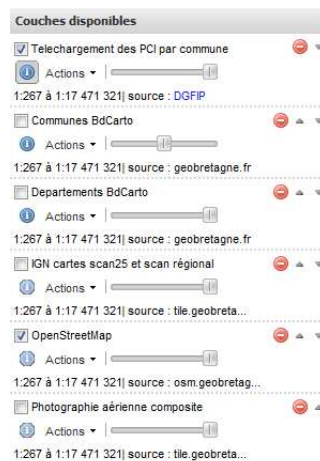 Couches disponibles
Telechargement des PCI par commune
Actions
1:267 à 1:17 471 321| source : DGFIP
Communes BdCarto
Actions
1:267 à 1:17 471 321| source : geobretagne.fr
Departements BdCarto
Actions
1:267 à 1:17 471 321| source : geobretagne.fr
IGN cartes scan25 et scan régional
Actions
1:267 à 1:17 471 321| source : tile.geobreta...
OpenStreetMap
Actions
1:267 à 1:17 471 321| source : osm.geobretag...
Photographie aérienne composite
Actions
1:267 à 1:17 471 321| source : tile.geobreta...